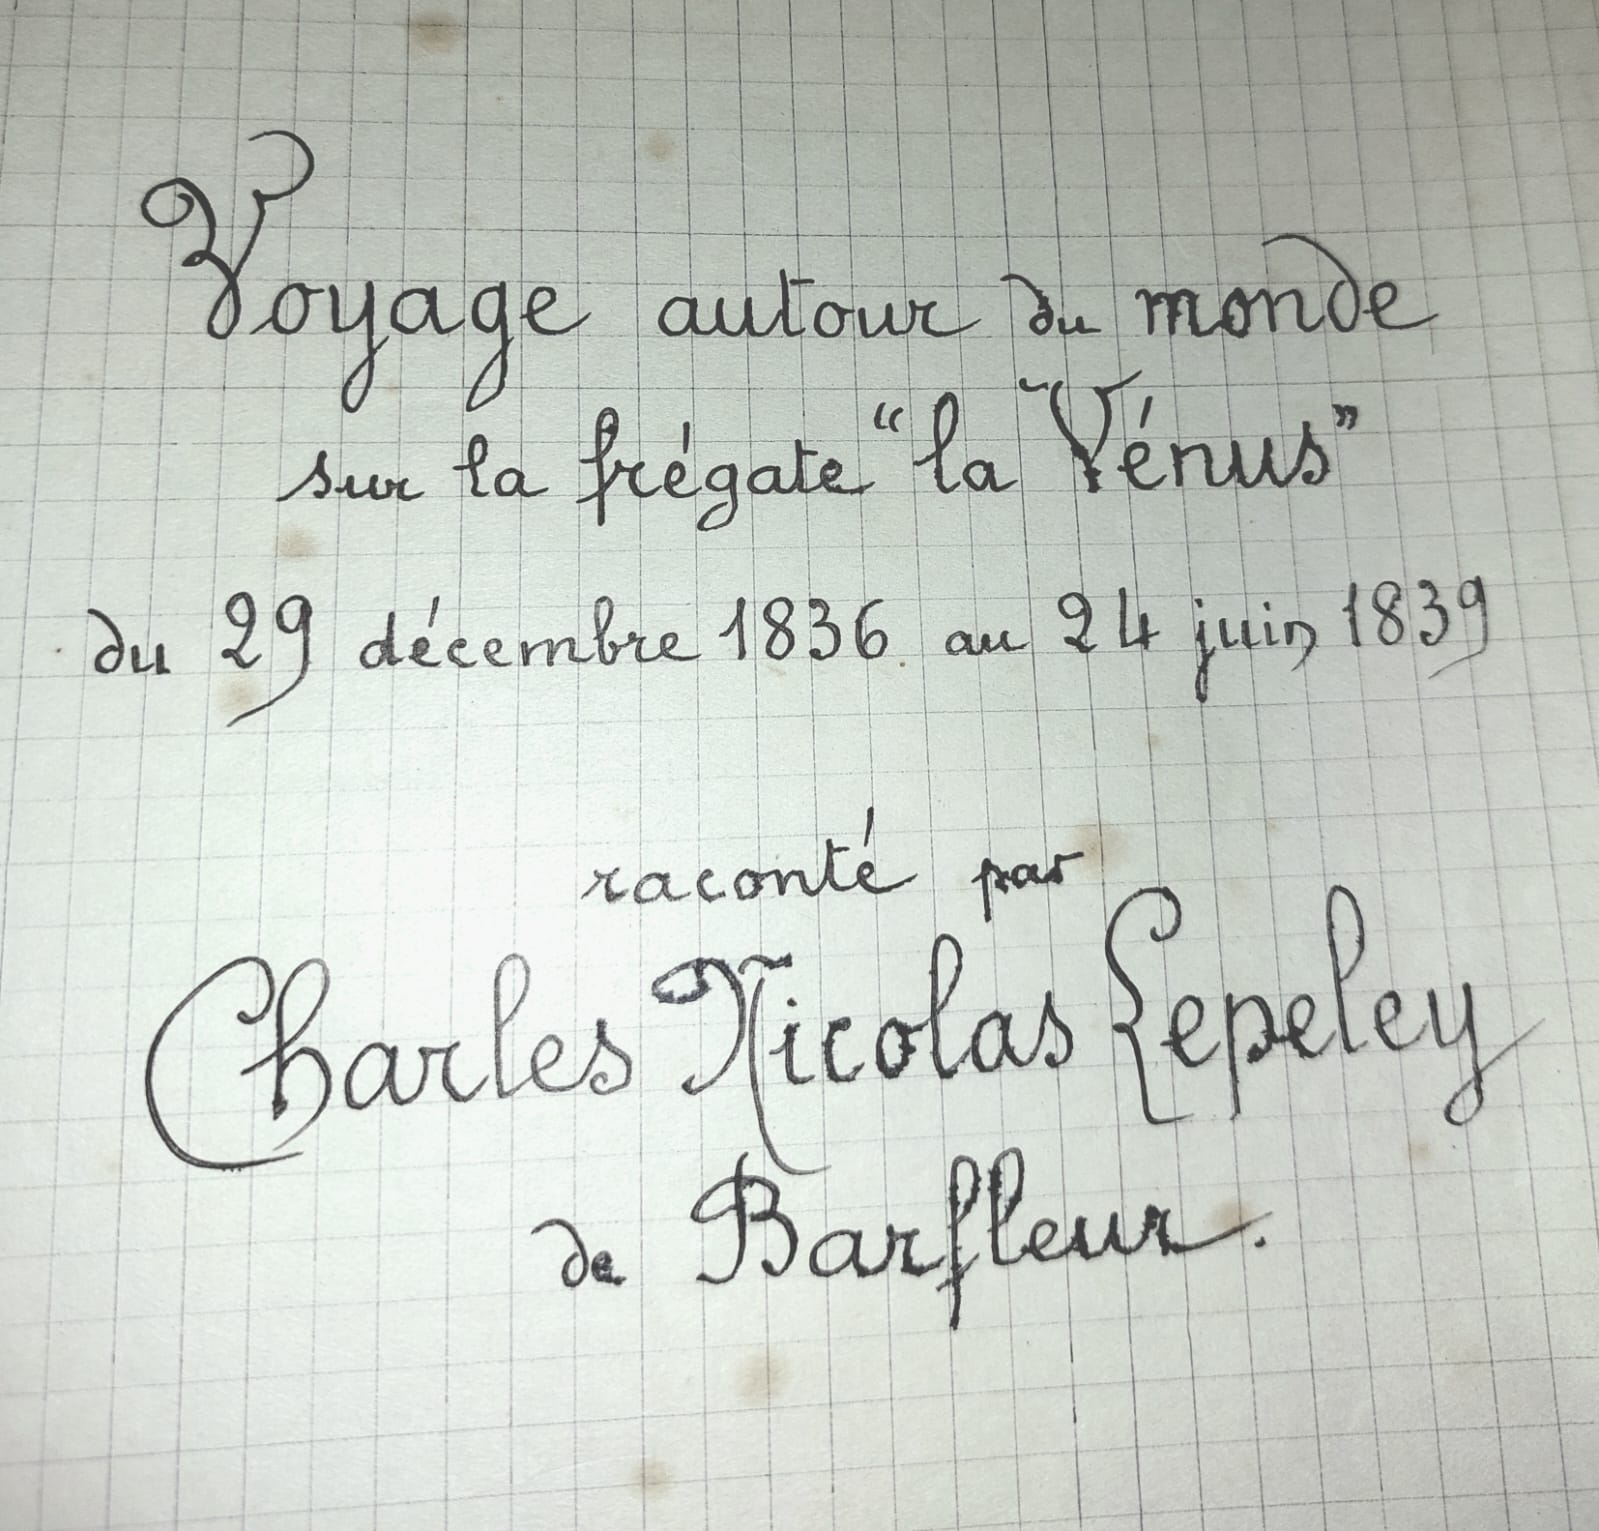 Voyage autour du monde
sur la frégate “la Vénus”
du 29 décembre 1836 au 24 juin 1839
raconté par
Charles Nicolas Lepeley
de Barfleur.